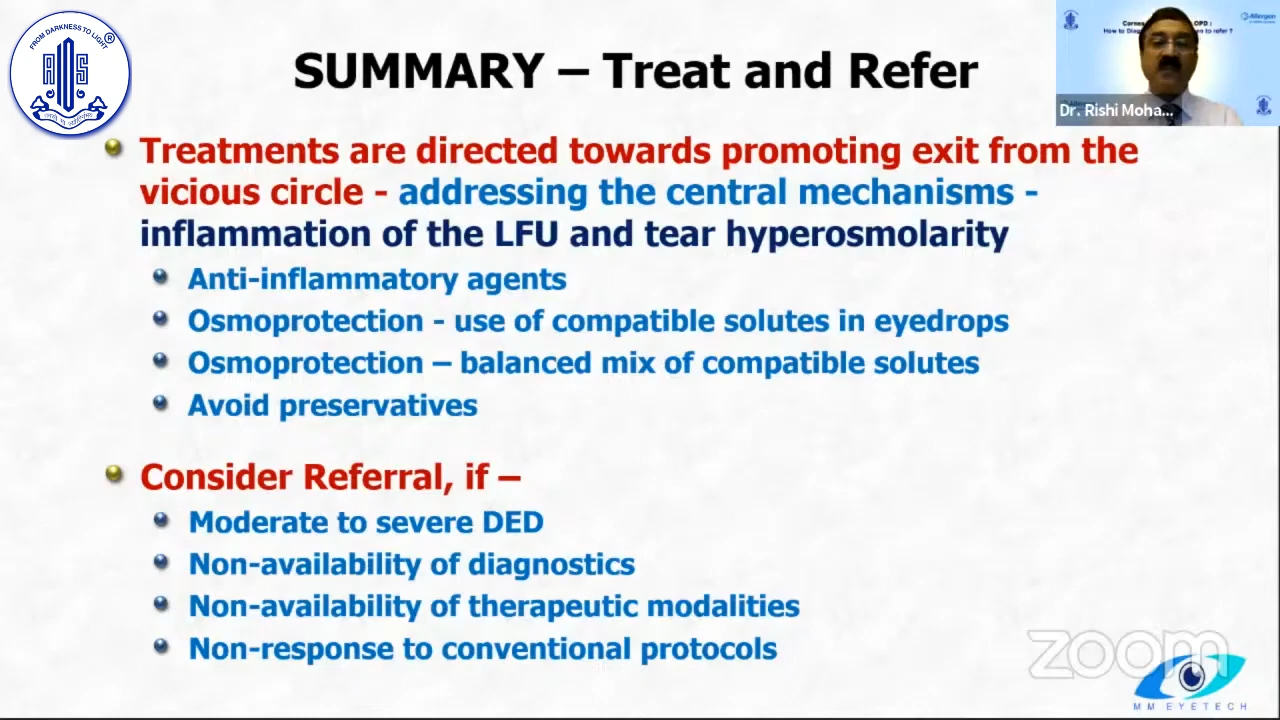 FROM DARKNESS TO LIGHT
SUMMARY – Treat and Refer
Allergan
Dr. Rishi Moha...
Treatments are directed towards promoting exit from the
vicious circle - addressing the central mechanisms -
inflammation of the LFU and tear hyperosmolarity
Anti-inflammatory agents
Osmoprotection - use of compatible solutes in eyedrops
Osmoprotection – balanced mix of compatible solutes
Avoid preservatives
Consider Referral, if –
Moderate to severe DED
Non-availability of diagnostics
Non-availability of therapeutic modalities
Non-response to conventional protocols
zoom
MM EYETECH